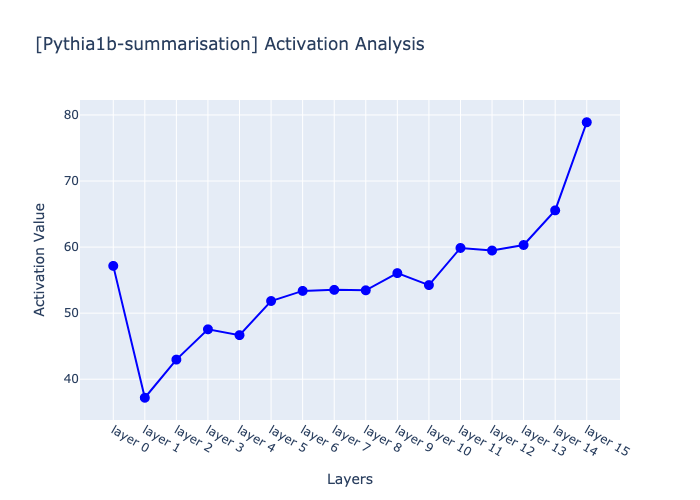 [Pythia1b-summarisation] Activation Analysis
80
70
60
50
40
Activation Value
layer 0
layer 1
layer 2
layer 3
layer 4
layer 5
layer 6
layer 7
layer 8
layer 9
layer 10
layer 11
layer 12
layer 13
layer 14
layer 15
Layers